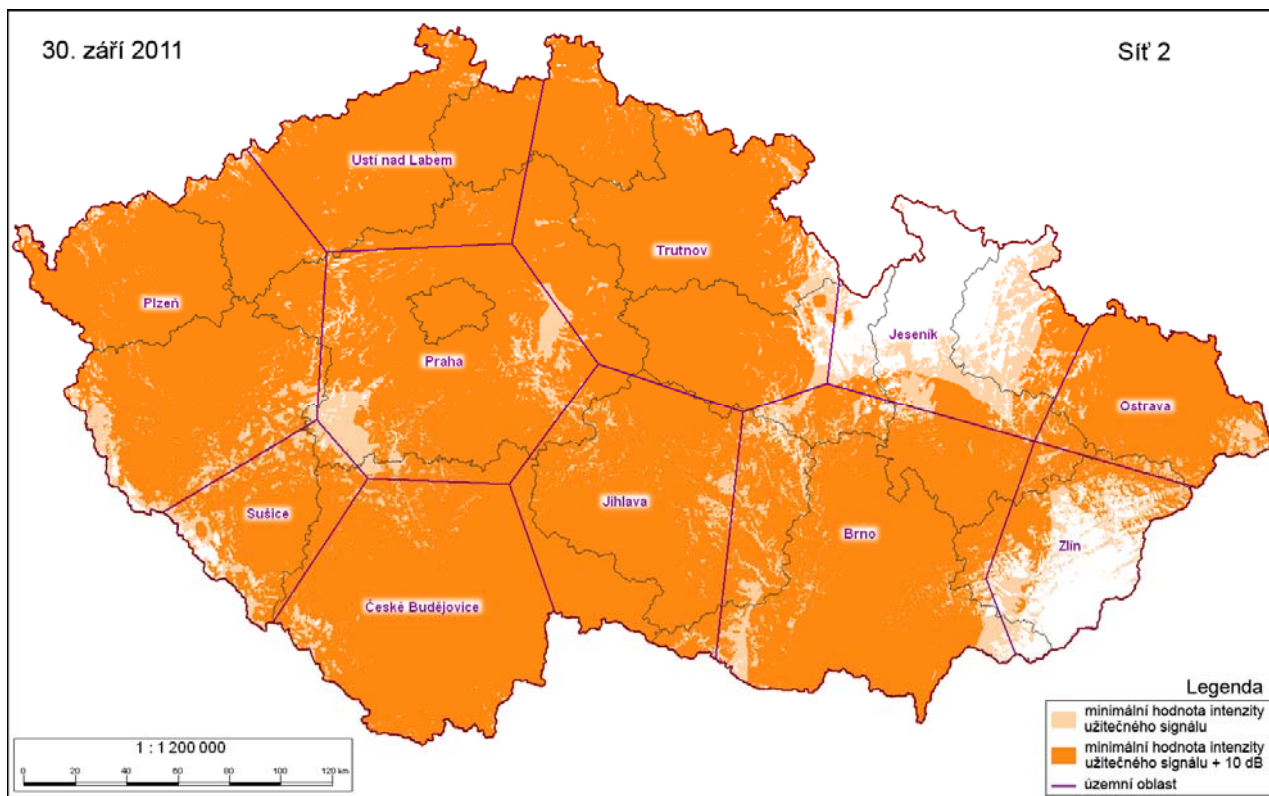 30. září 2011
Síť 2
Ustí nad Labem
Trutnov
Plzeň
Jeseník
Praha
Ostrava
Sušice
Jihlava
Brno
Zlín
České Budějovice
Legenda
minimální hodnota intenzity
užitečného signálu
minimální hodnota intenzity
užitečného signálu + 10 dB
územní oblast
1 : 1 200 000
0 20 40 60 80 100 120 km